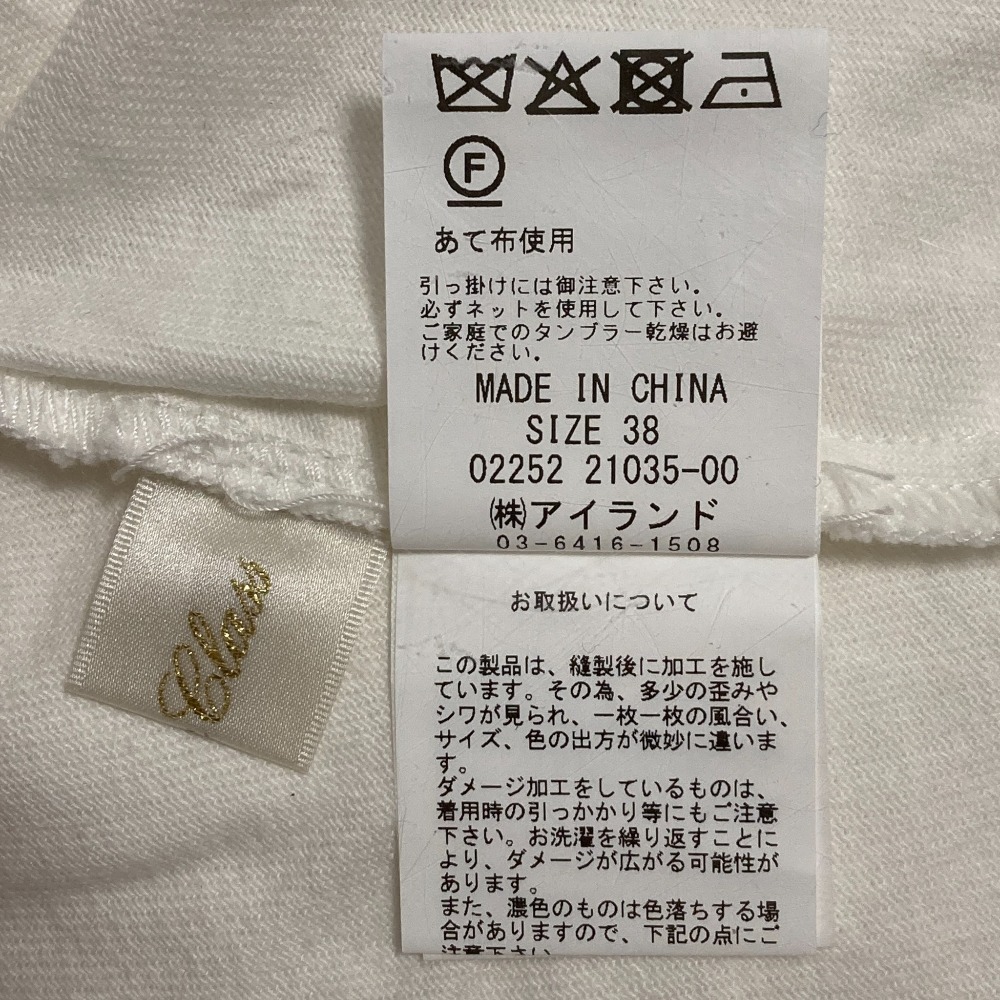 F
あて布使用
引っ掛けには御注意下さい。
必ずネットを使用して下さい。
ご家庭でのタンブラー乾燥はお避
けください。
MADE IN CHINA
SIZE 38
02252 21035-00
㈱アイランド
03-6416-1508
Class
お取扱いについて
この製品は、縫製後に加工を施し
ています。その為、多少の歪みや
シワが見られ、一枚一枚の風合い、
サイズ、色の出方が微妙に違いま
す。
ダメージ加工をしているものは、
着用時の引っかかり等にもご注意
下さい。お洗濯を繰り返すことに
より、ダメージが広がる可能性が
あります。
また、濃色のものは色落ちする場
合がありますので、下記の点にご
注意下さい